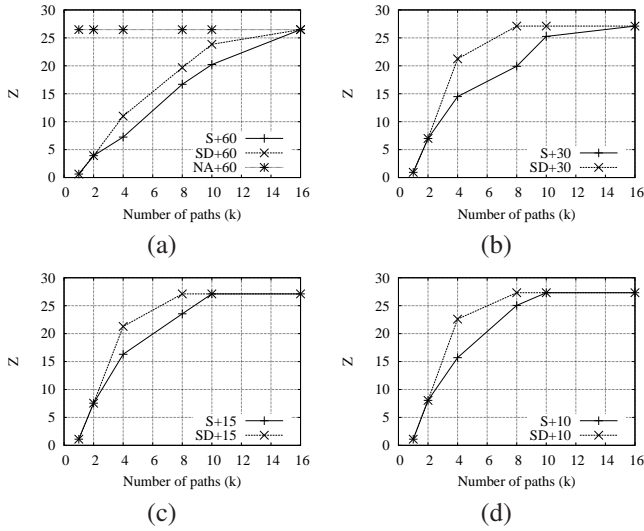 30
25
20
Z
15
10
5
0
S+60
SD+60
NA+60
0 2 4 6 8 10 12 14 16
Number of paths (k)
(a)
30
25
20
Z
15
10
5
0
S+30
SD+30
0 2 4 6 8 10 12 14 16
Number of paths (k)
(b)
30
25
20
Z
15
10
5
0
S+15
SD+15
0 2 4 6 8 10 12 14 16
Number of paths (k)
(c)
30
25
20
Z
15
10
5
0
S+10
SD+10
0 2 4 6 8 10 12 14 16
Number of paths (k)
(d)